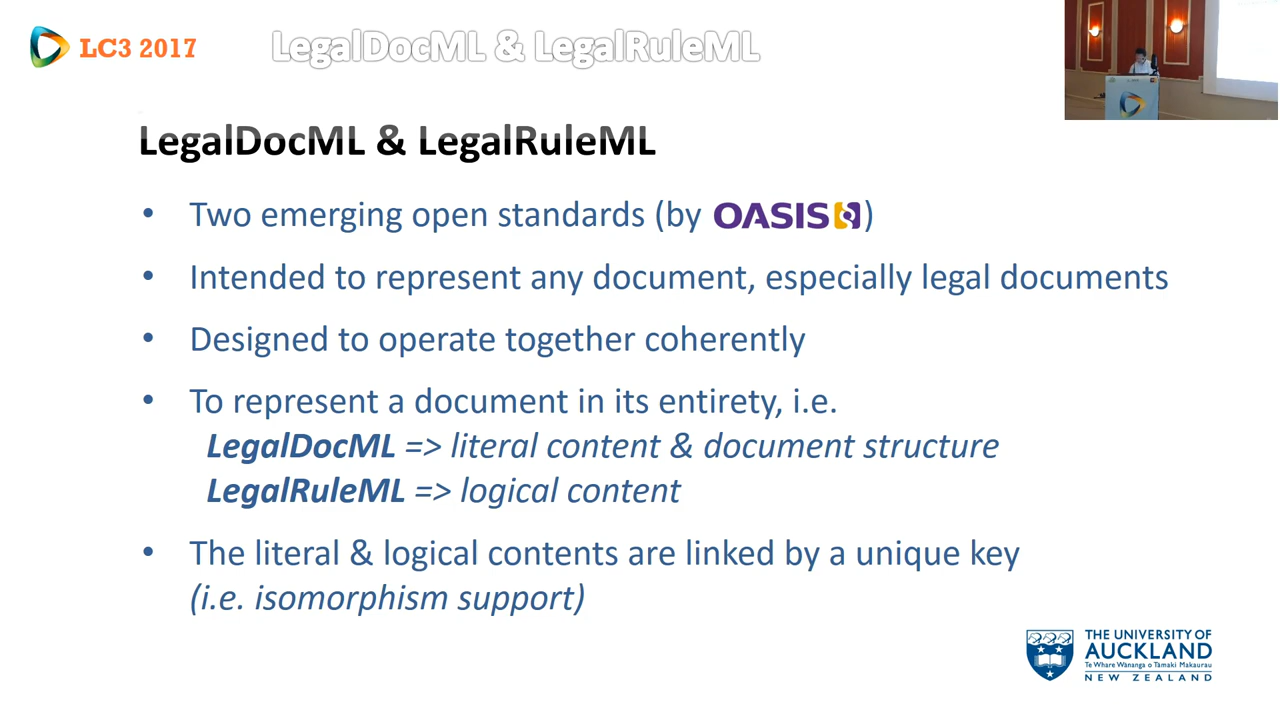 LC3 2017
LegalDocML & LegalRuleML
LegalDocML & LegalRuleML
• Two emerging open standards (by OASIS)
• Intended to represent any document, especially legal documents
• Designed to operate together coherently
• To represent a document in its entirety, i.e.
LegalDocML => literal content & document structure
LegalRuleML => logical content
• The literal & logical contents are linked by a unique key
(i.e. isomorphism support)
THE UNIVERSITY OF
AUCKLAND
Te Whare Wānanga o Tāmaki Makaurau
NEW ZEALAND